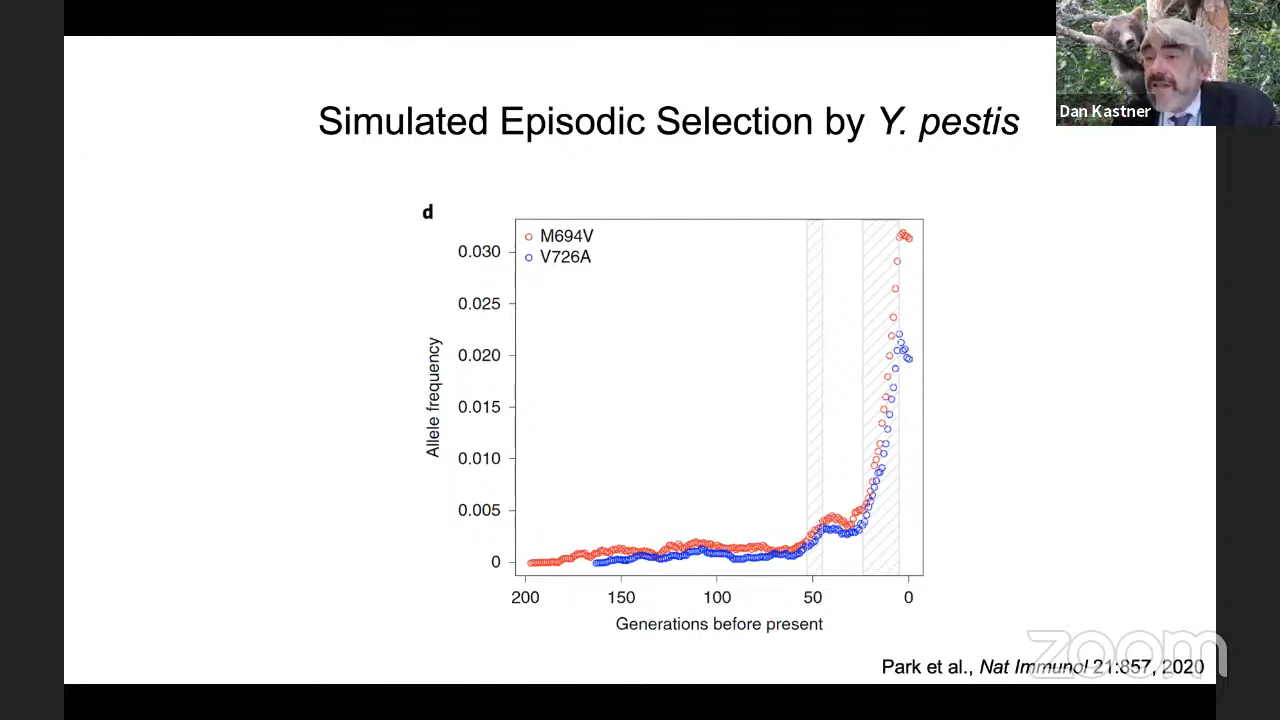 Simulated Episodic Selection by Y. pestis
Dan Kastner
d
M694V
V726A
0.030
0.025
0.020
0.015
0.010
0.005
0
Allele frequency
200 150 100 50 0
Generations before present
zoom
Park et al., Nat Immunol 21:857, 2020